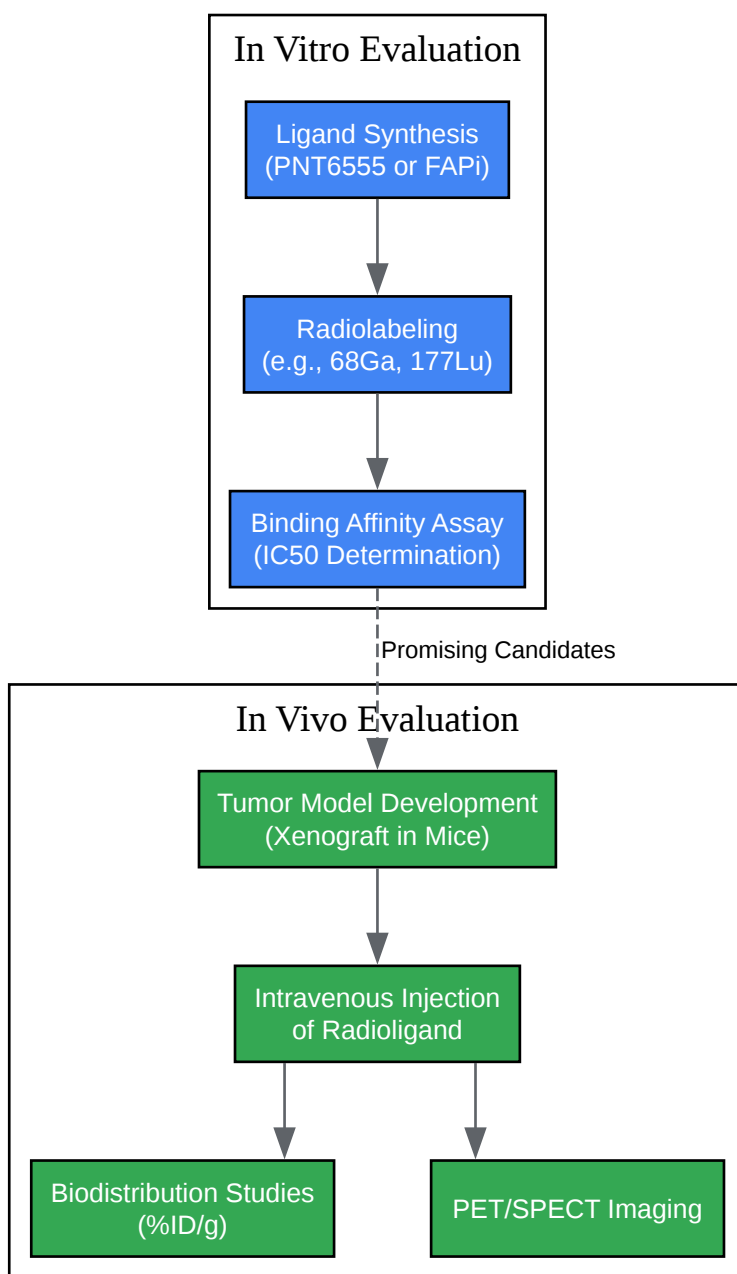 In Vitro Evaluation
Ligand Synthesis
(PNT6555 or FAPi)
Radiolabeling
(e.g., 68Ga, 177Lu)
Binding Affinity Assay
(IC50 Determination)
Promising Candidates
In Vivo Evaluation
Tumor Model Development
(Xenograft in Mice)
Intravenous Injection
of Radioligand
Biodistribution Studies
(%ID/g)
PET/SPECT Imaging